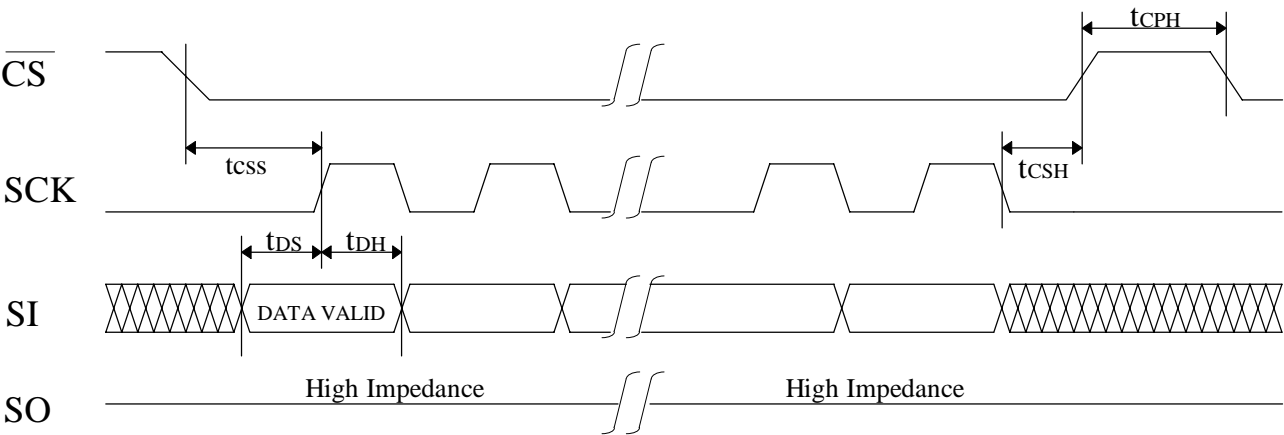 tCPH
CS
tCSS
tCSH
SCK
tDS
tDH
SI
DATA VALID
High Impedance
High Impedance
SO